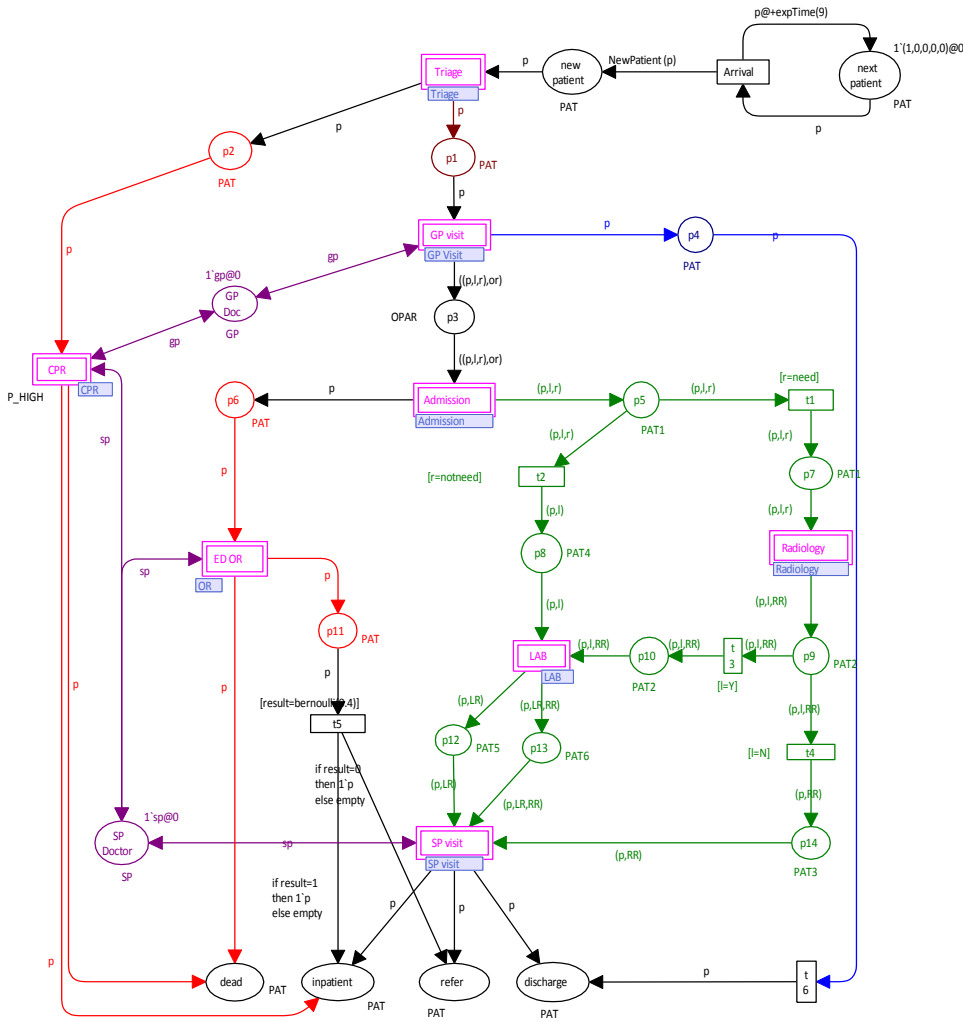 p@+expTime(9)
1`(1,0,0,0,0)@0
p
NewPatient (p)
Triage
new
patient
Arrival
next
patient
Triage
PAT
PAT
p
p
p
p2
p1
PAT
PAT
p
p
p
GP visit
p4
p
GP Visit
gp
PAT
1`gp@0
((p,l,r),or)
GP
Doc
OPAR
p3
GP
gp
((p,l,r),or)
CPR
[r=need]
CPR
P_HIGH
p
(p,l,r)
(p,l,r)
p6
Admission
p5
t1
Admission
PAT
PAT1
sp
(p,l,r)
(p,l,r)
p
[r=notneed]
t2
p7
PAT1
(p,l)
(p,l,r)
ED OR
p8
PAT4
Radiology
sp
OR
Radiology
p
(p,l)
(p,l,RR)
p11
PAT
(p,l,RR)
(p,l,RR)
LAB
p10
t
3
p9
PAT2
LAB
PAT2
p
p
p
[l=Y]
[result=bernoulli(0.4)]
(p,LR)
(p,LR,RR)
(p,l,RR)
t5
p12
PAT5
p13
PAT6
[l=N]
t4
if result=0
then 1`p
else empty
(p,LR)
(p,LR,RR)
(p,RR)
1`sp@0
SP
Doctor
sp
SP visit
p14
SP visit
(p,RR)
SP
PAT3
if result=1
then 1`p
else empty
p
p
p
p
dead
inpatient
refer
discharge
p
t
6
PAT
PAT
PAT
PAT